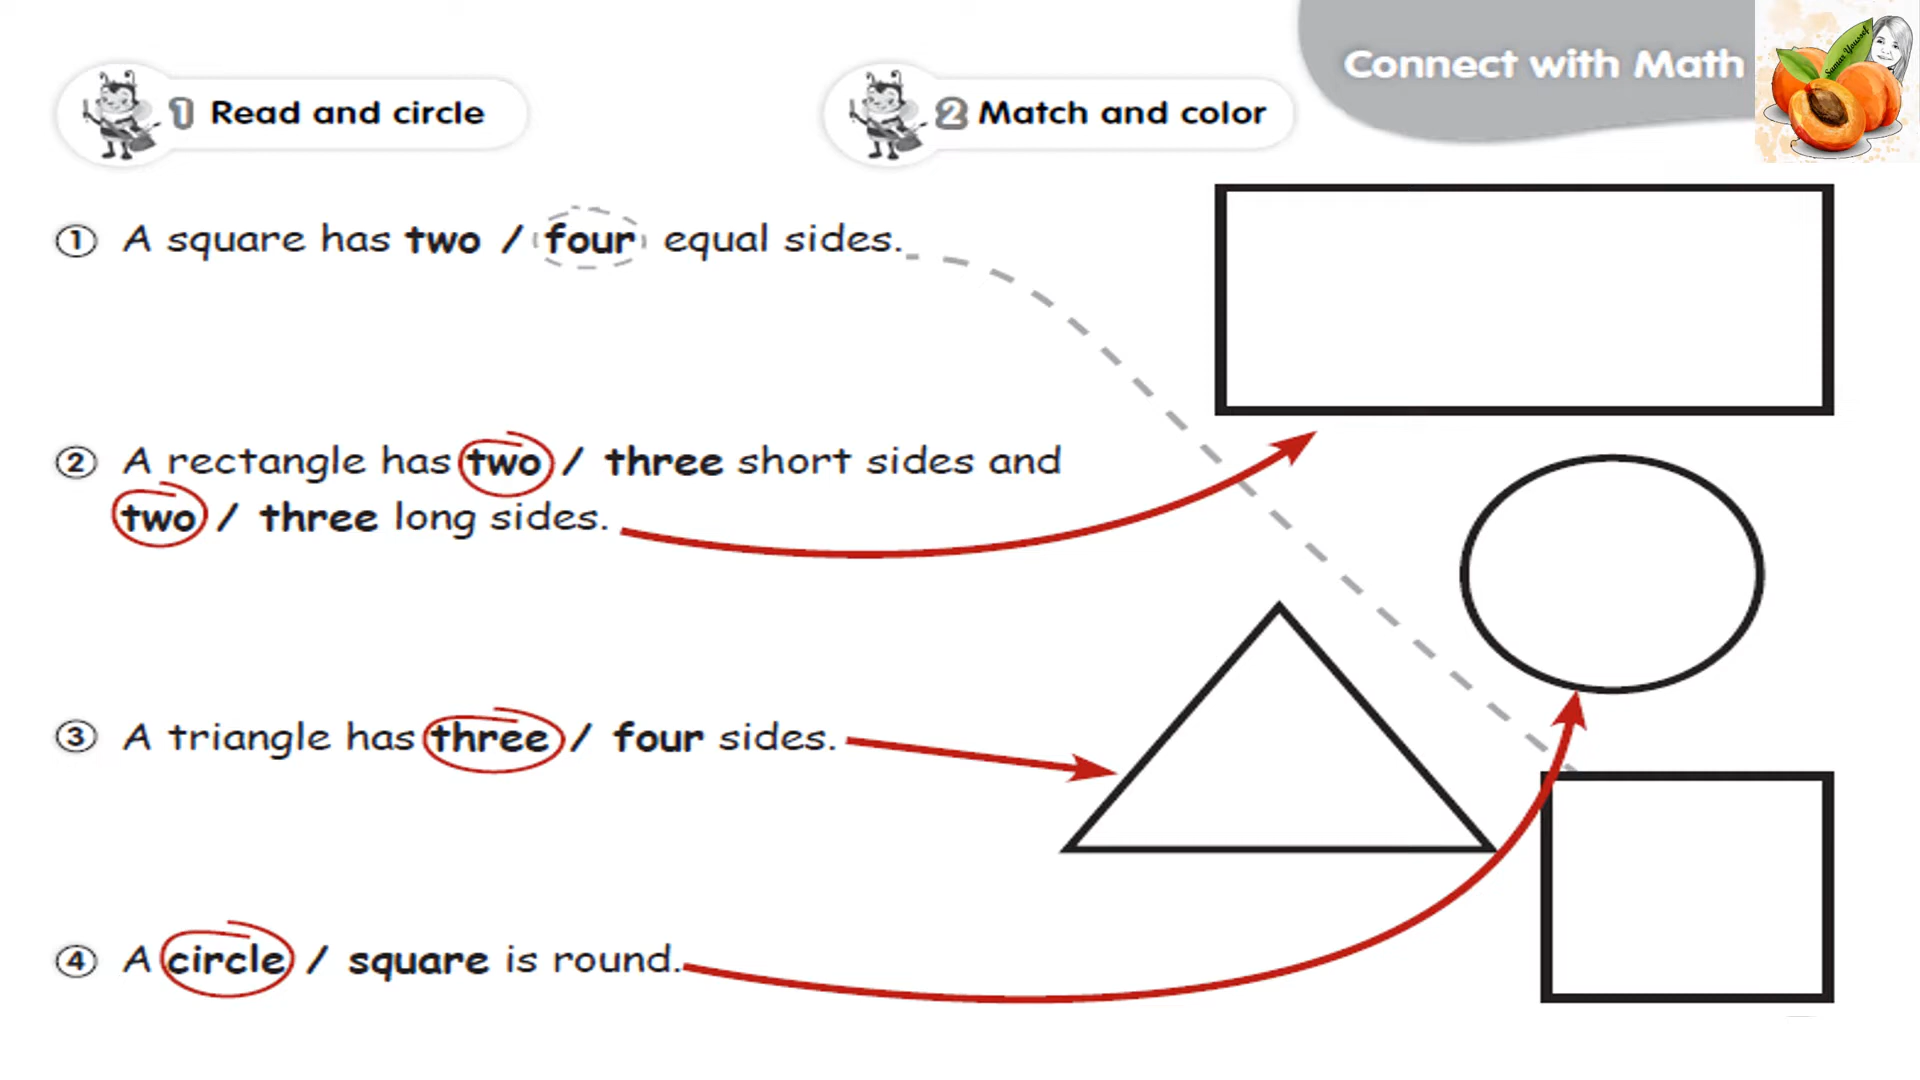 Connect with Math
Samar Youssef
1 Read and circle
2 Match and color
1 A square has two / four equal sides.
2 A rectangle has two / three short sides and
two / three long sides.
3 A triangle has three / four sides.
4 A circle / square is round.